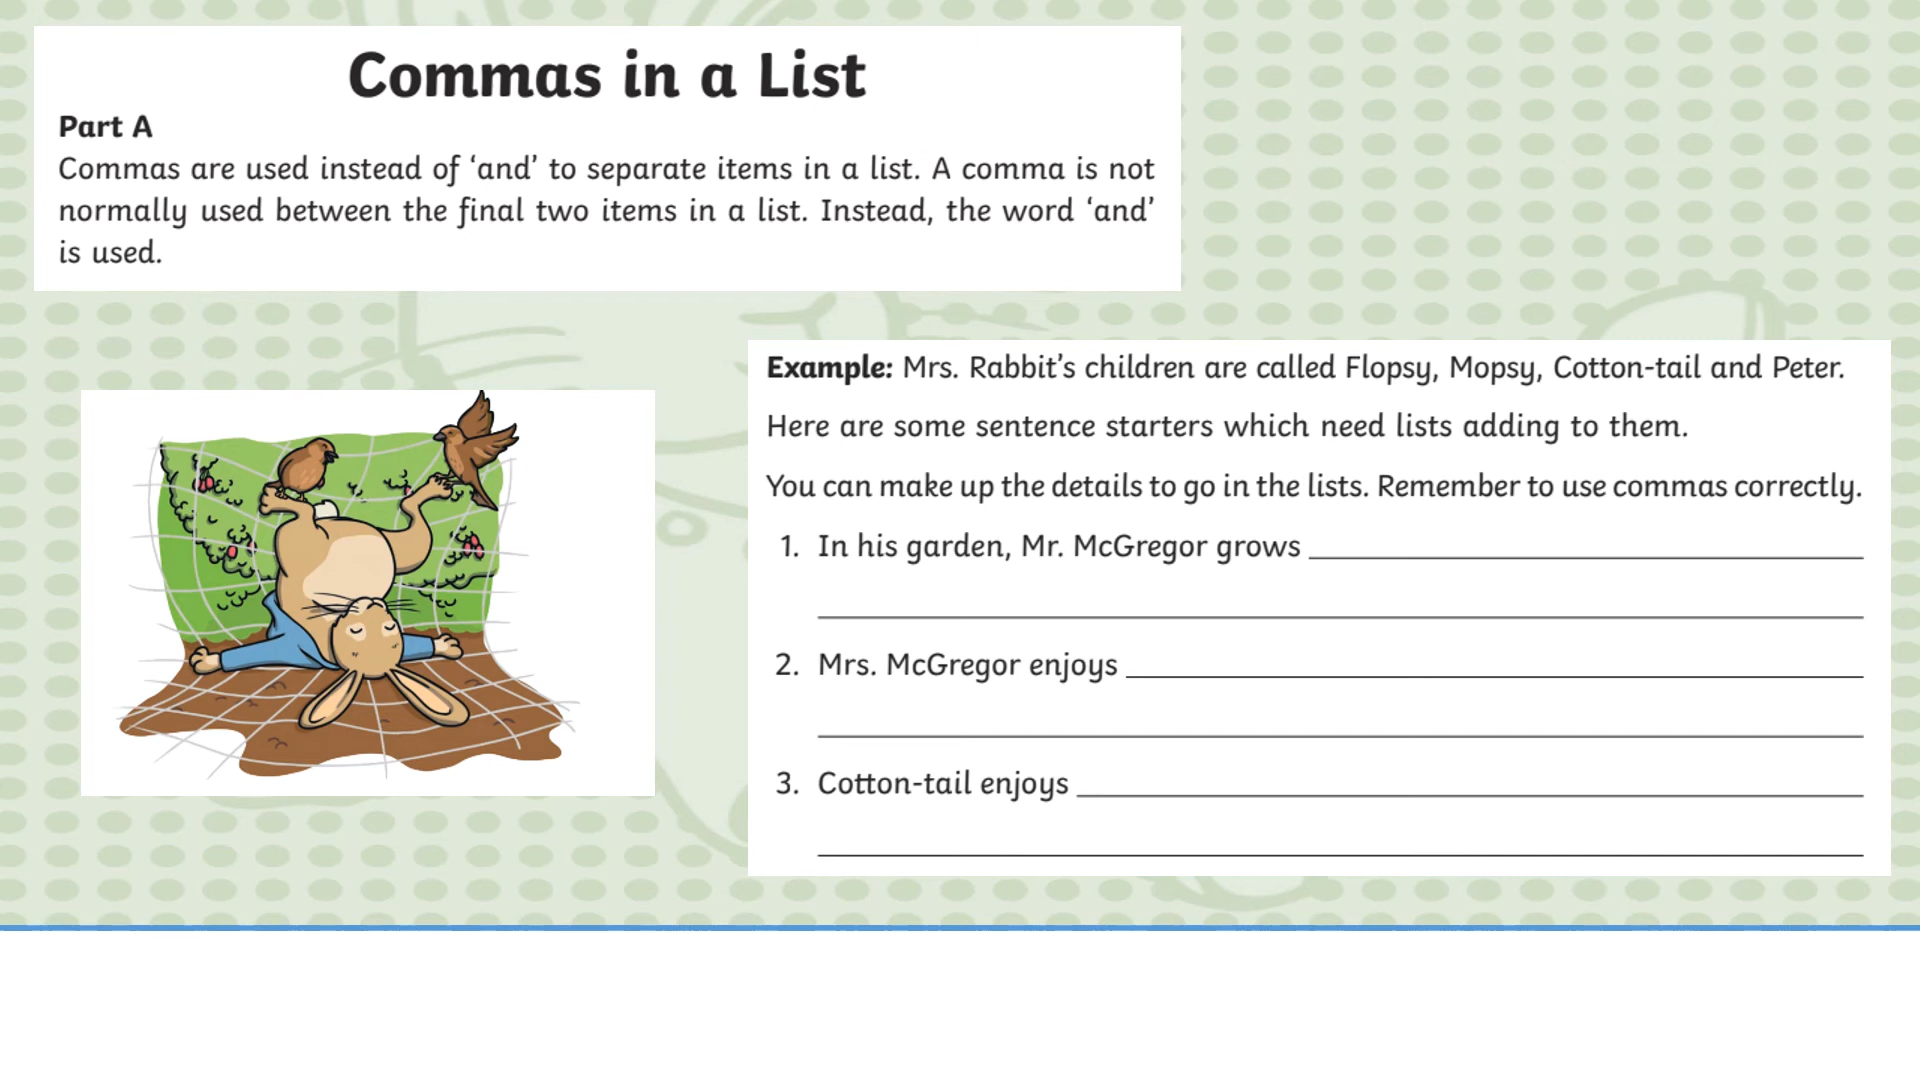 Commas in a List
Part A
Commas are used instead of ‘and’ to separate items in a list. A comma is not
normally used between the final two items in a list. Instead, the word ‘and’
is used.
Example: Mrs. Rabbit’s children are called Flopsy, Mopsy, Cotton-tail and Peter.
Here are some sentence starters which need lists adding to them.
You can make up the details to go in the lists. Remember to use commas correctly.
1. In his garden, Mr. McGregor grows
2. Mrs. McGregor enjoys
3. Cotton-tail enjoys